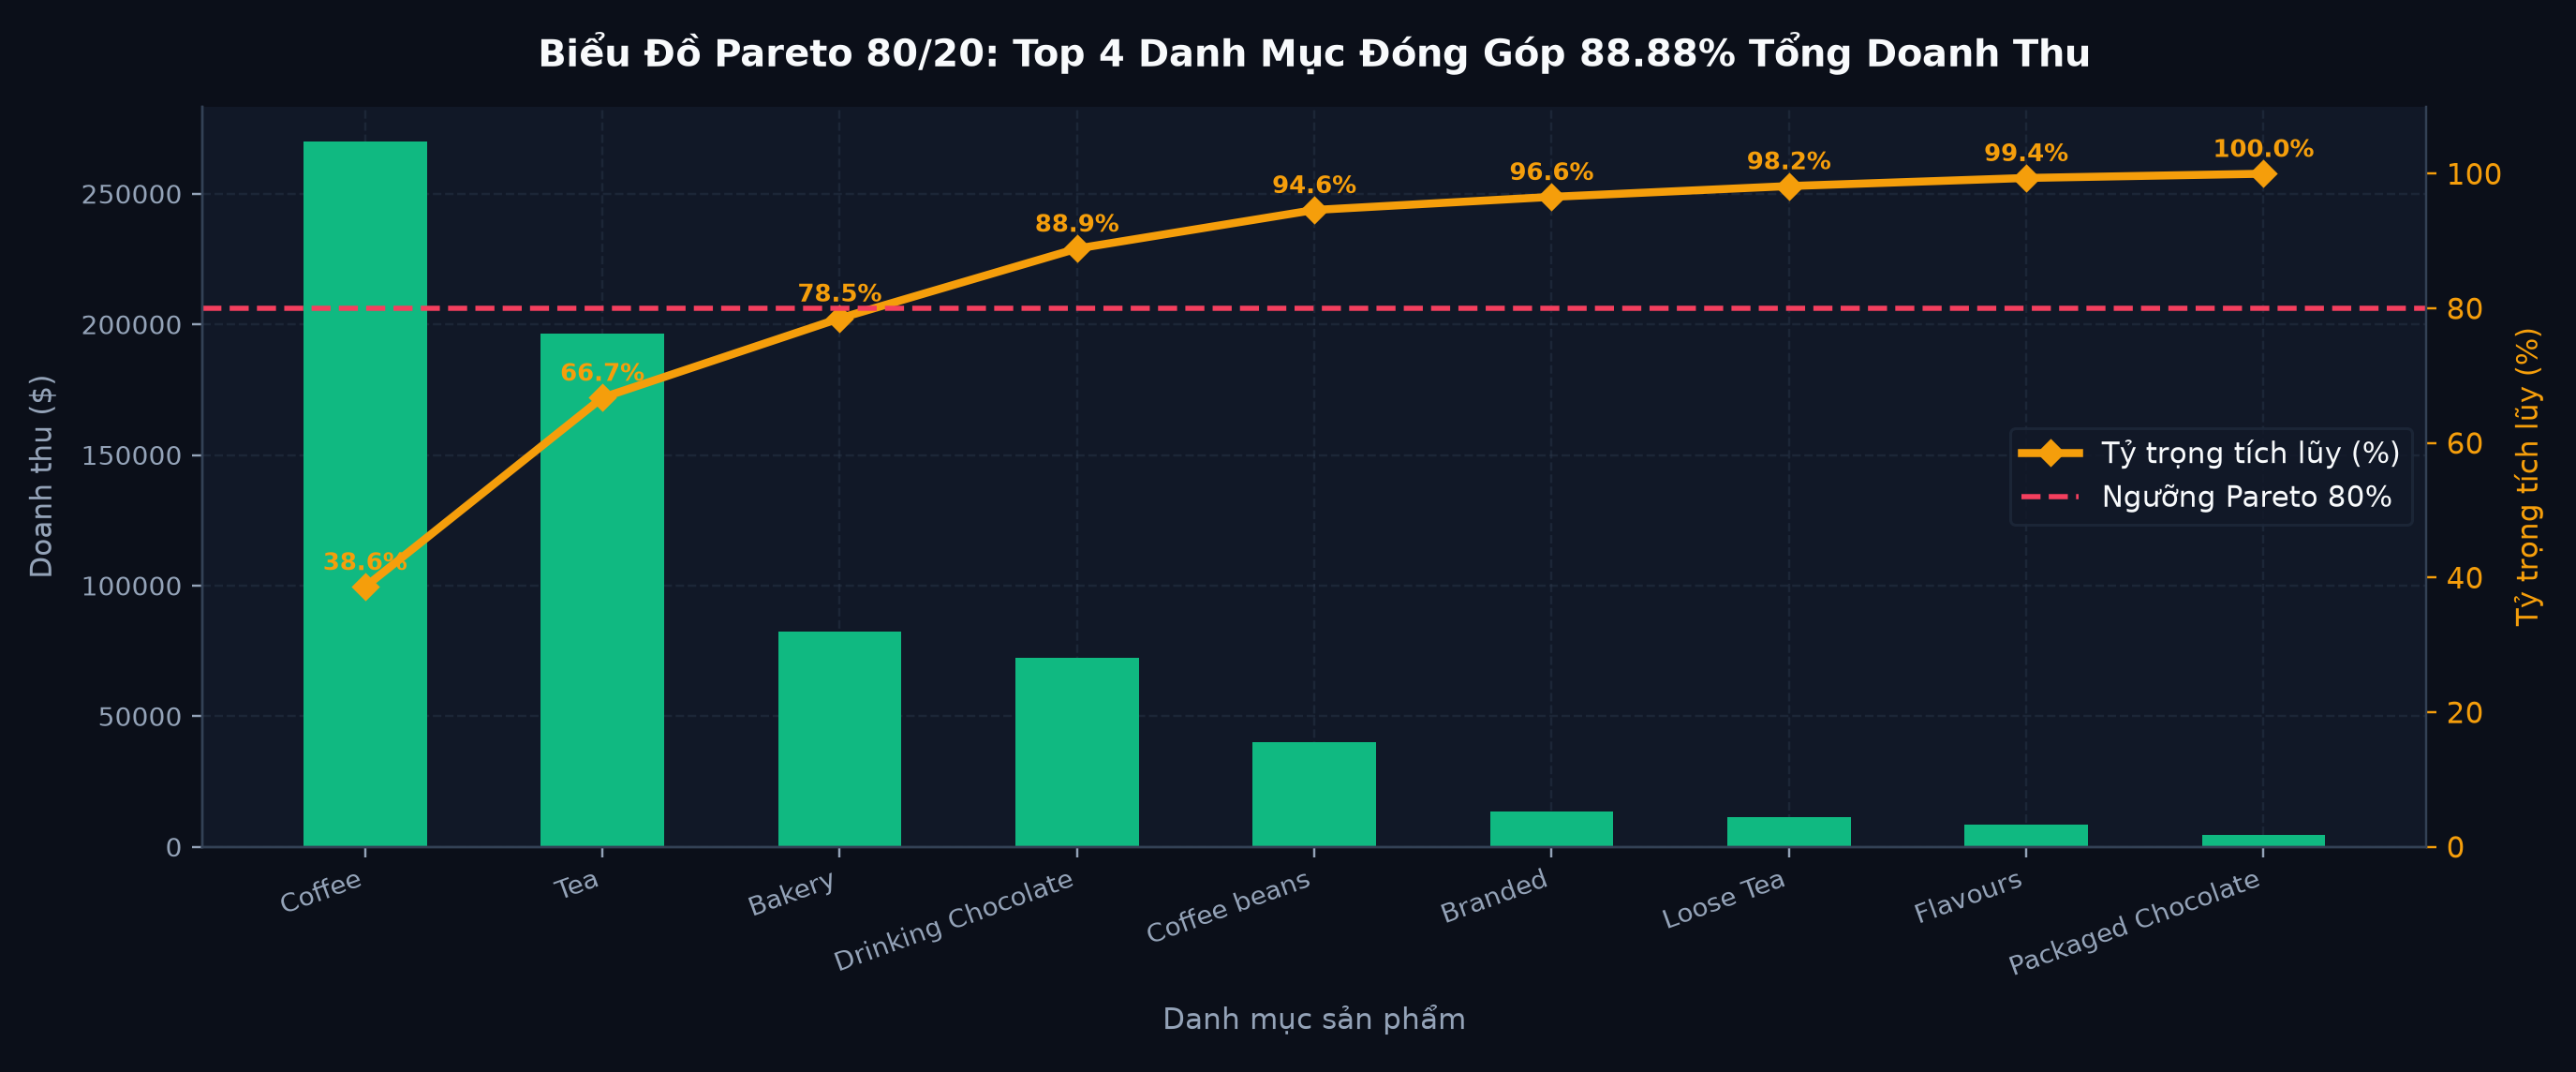 Biểu Đồ Pareto 80/20: Top 4 Danh Mục Đóng Góp 88.88% Tổng Doanh Thu
Doanh thu ($)
250000
200000
150000
100000
50000
0
38.6%
66.7%
78.5%
88.9%
94.6%
96.6%
98.2%
99.4%
100.0%
100
80
60
40
20
0
Tỷ trọng tích lũy (%)
Tỷ trọng tích lũy (%)
Ngưỡng Pareto 80%
Coffee
Tea
Bakery
Drinking Chocolate
Coffee beans
Branded
Loose Tea
Flavours
Packaged Chocolate
Danh mục sản phẩm